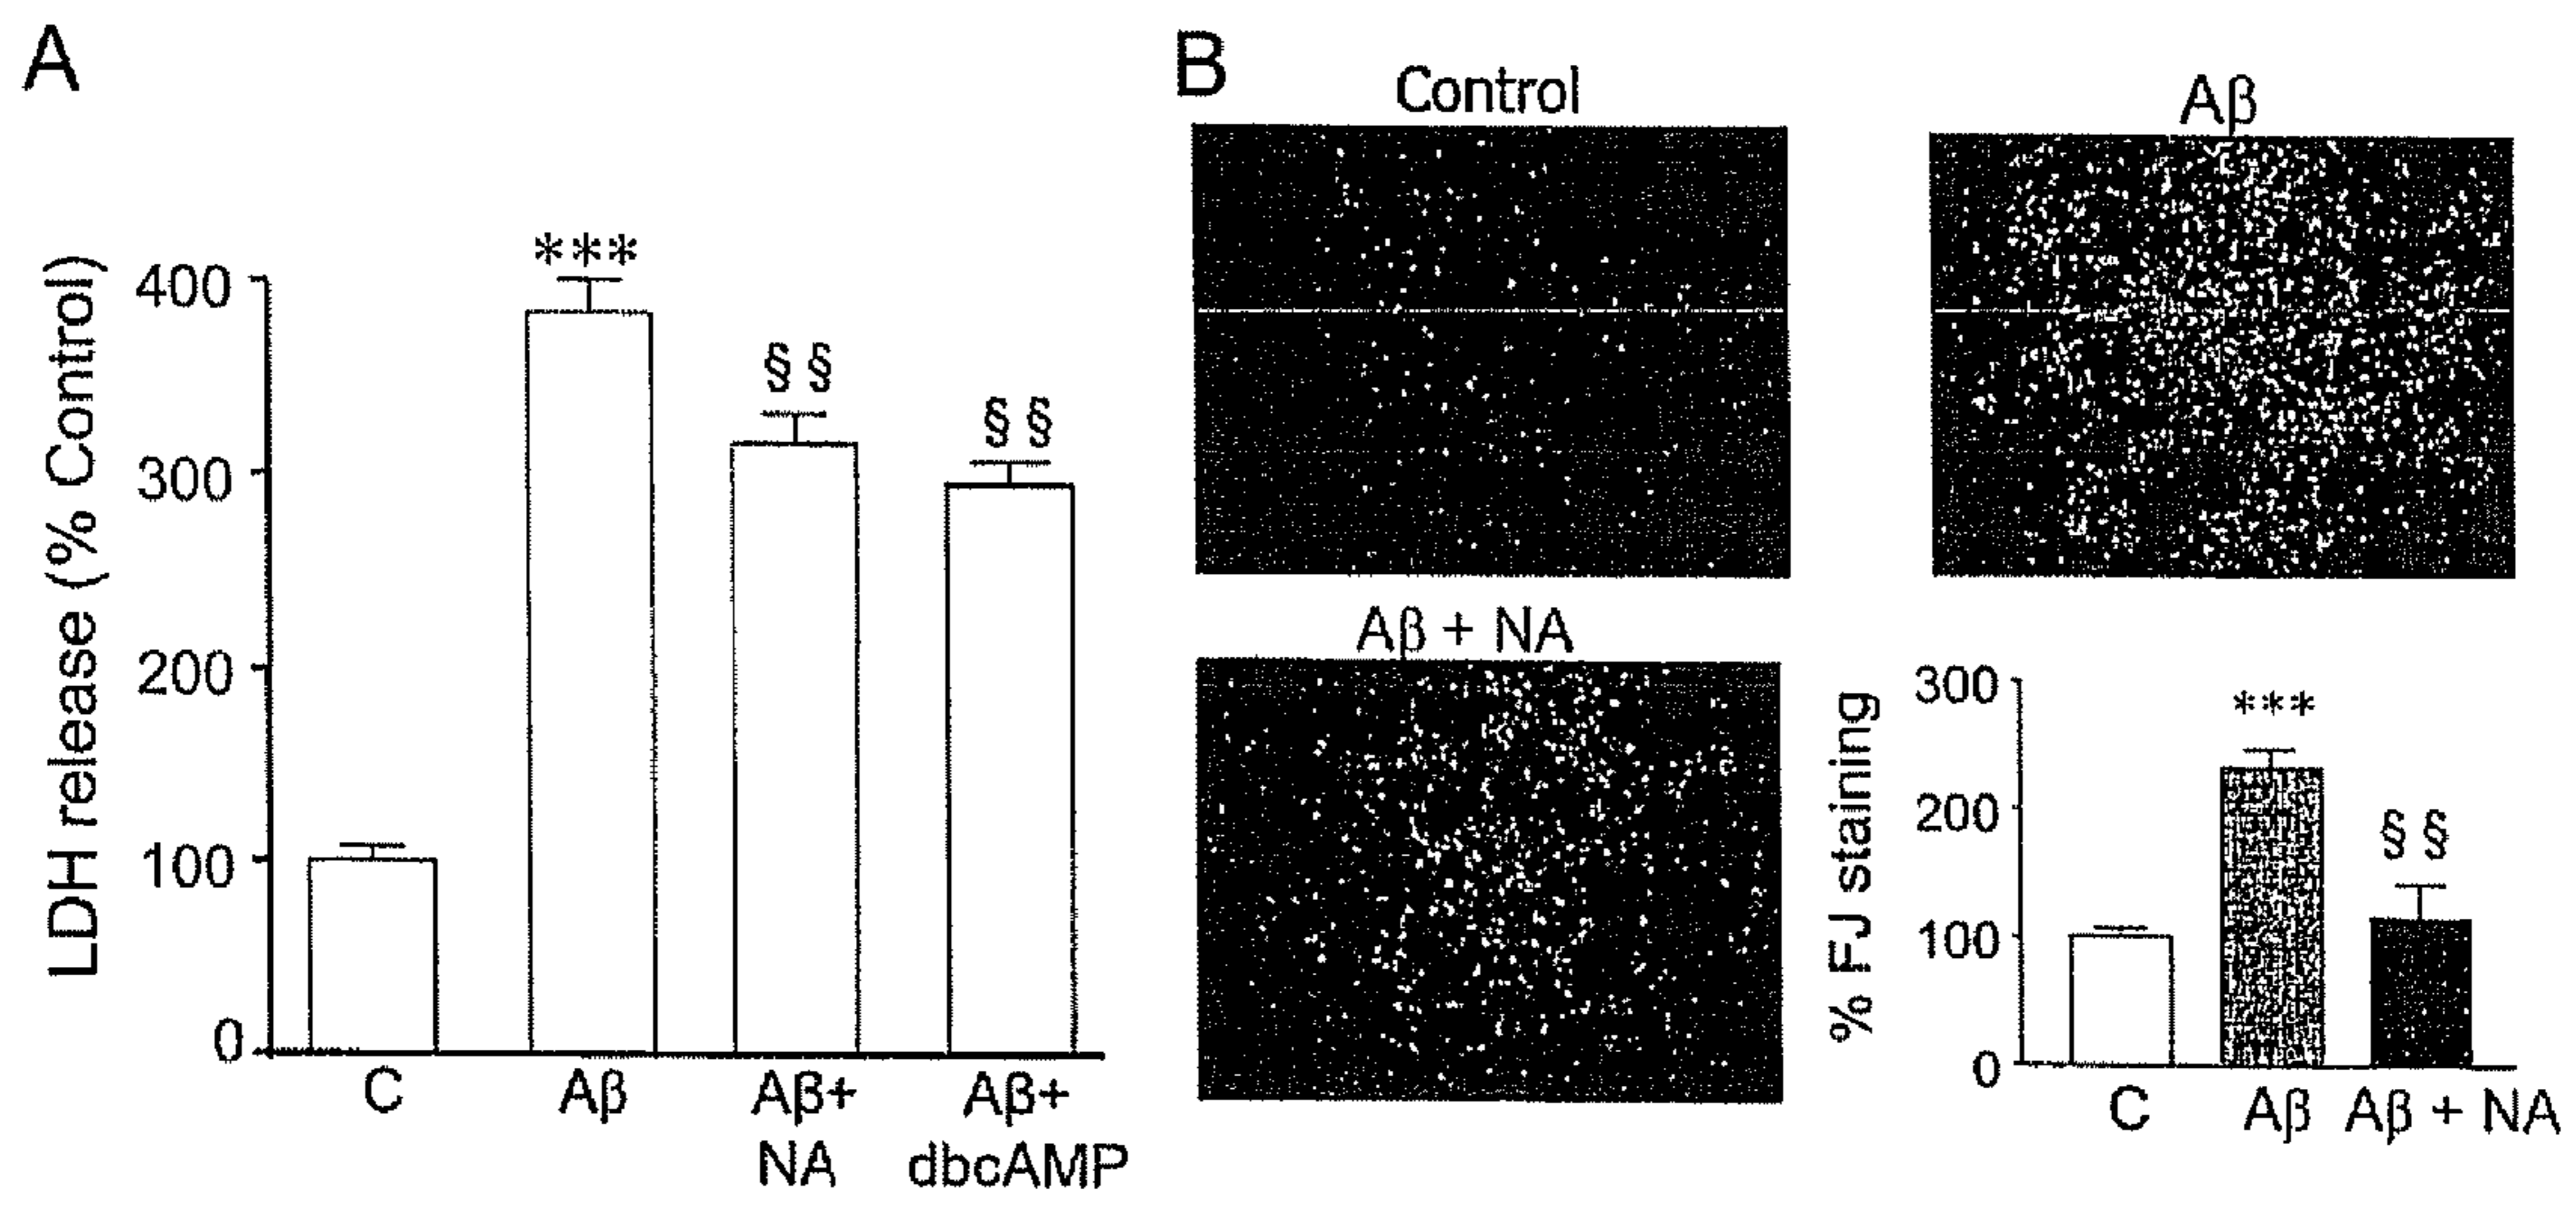 A
LDH release (% Control)
400
300
200
100
0
***
§ §
§ §
C
Aβ
Aβ+
NA
Aβ+
dbcAMP
B
Control
Aβ
Aβ + NA
% FJ staining
300
200
100
0
***
§ §
C
Aβ
Aβ + NA